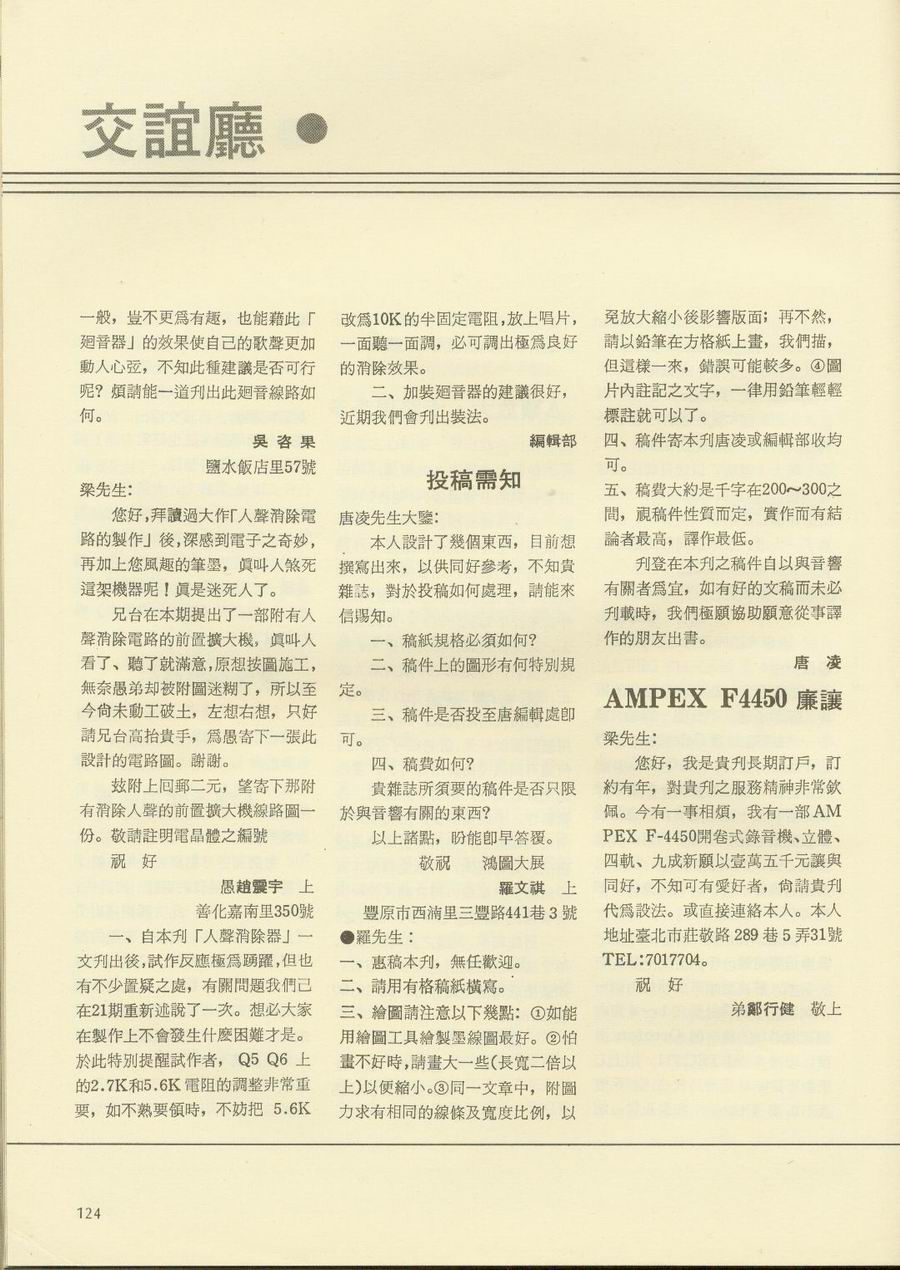 交誼廳●
一般，豈不更爲有趣，也能藉此「
廻音器」的效果使自己的歌聲更加
動人心弦，不知此種建議是否可行
呢？煩請能一道刋出此廻音線路如
何。
吳咨果
鹽水飯店里57號
梁先生：
您好，拜讀過大作「人聲消除電
路的製作」後，深感到電子之奇妙，
再加上您風趣的筆墨，眞叫人煞死
這架機器呢！眞是迷死人了。
兄台在本期提出了一部附有人
聲消除電路的前置擴大機，眞叫人
看了、聽了就滿意，原想按圖施工，
無奈愚弟却被附圖迷糊了，所以至
今尙未動工破土，左想右想，只好
請兄台高抬貴手，爲愚寄下一張此
設計的電路圖。謝謝。
玆附上囘郵二元，望寄下那附
有消除人聲的前置擴大機線路圖一
份。敬請註明電晶體之編號
祝　好
愚趙震宇　上
善化嘉南里350號
一、自本刋「人聲消除器」一
文刋出後，試作反應極爲踴躍，但也
有不少置疑之處，有關問題我們已
在21期重新述說了一次。想必大家
在製作上不會發生什麼困難才是。
於此特別提醒試作者， Q5 Q6 上
的2.7K和5.6K電阻的調整非常重
要，如不熟要領時，不妨把 5.6K
改爲10K的半固定電阻，放上唱片，
一面聽一面調，必可調出極爲良好
的消除效果。
二、加裝廻音器的建議很好，
近期我們會刋出裝法。
編輯部
投稿需知
唐凌先生大鑒：
本人設計了幾個東西，目前想
撰寫出來，以供同好參考，不知貴
雜誌，對於投稿如何處理，請能來
信賜知。
一、稿紙規格必須如何？
二、稿件上的圖形有何特別規
定。
三、稿件是否投至唐編輯處卽
可。
四、稿費如何？
貴雜誌所須要的稿件是否只限
於與音響有關的東西？
以上諸點，盼能卽早答覆。
敬祝　鴻圖大展
羅文祺　上
豐原市西湳里三豐路441巷3號
●羅先生：
一、惠稿本刋，無任歡迎。
二、請用有格稿紙橫寫。
三、繪圖請注意以下幾點：①如能
用繪圖工具繪製墨線圖最好。②怕
畫不好時，請畫大一些（長寬二倍以
上）以便縮小。③同一文章中，附圖
力求有相同的線條及寬度比例，以
免放大縮小後影響版面；再不然，
請以鉛筆在方格紙上畫，我們描，
但這樣一來，錯誤可能較多。④圖
片內註記之文字，一律用鉛筆輕輕
標註就可以了。
四、稿件寄本刋唐凌或編輯部收均
可。
五、稿費大約是千字在200～300之
間，視稿件性質而定，實作而有結
論者最高，譯作最低。
刋登在本刋之稿件自以與音響
有關者爲宜，如有好的文稿而未必
刋載時，我們極願協助願意從事譯
作的朋友出書。
唐　凌
AMPEX F4450 廉讓
梁先生：
您好，我是貴刋長期訂戶，訂
約有年，對貴刋之服務精神非常欽
佩。今有一事相煩，我有一部AM
PEX F-4450開卷式錄音機、立體、
四軌、九成新願以壹萬五千元讓與
同好，不知可有愛好者，尙請貴刋
代爲設法。或直接連絡本人。本人
地址臺北市莊敬路289巷5弄31號
TEL：7017704。
祝　好
弟鄭行健　敬上
124